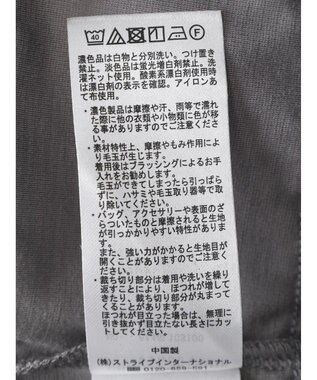 40 F
濃色品は白物と分別洗い。つけ置き
禁止。淡色品は蛍光増白剤禁止。洗
濯ネット使用。酸素系漂白剤使用時
は漂白剤の表示を確認。アイロンあ
て布使用。
・濃色製品は摩擦や汗、雨等で濡れ
た際に他の衣類や小物類に色が移
る事がありますのでご注意くださ
い。
・素材特性上、摩擦やもみ作用によ
り毛玉が生じます。
着用後はブラッシングによるお手
入れをお勧めします。
毛玉ができてしまったら引っぱら
ずに、ハサミや毛玉取り器等で取
り除いてください。
・バッグ、アクセサリーや表面のざ
らついたものと摩擦されると生地
が引っかかりやすい特徴がありま
す。
また、強い力がかかると生地目が
開くことがありますのでご注意く
ださい。
・裁ち切り部分は着用や洗いを繰り
返すことにより、ほつれが増して
いきますが、裁ち切り部分が丸まっ
てくることがあります。
ほつれが目立った場合は、無理に
引き抜かず目立たない長さにカッ
トしてください。
中国製
(株)ストライプインターナショナル